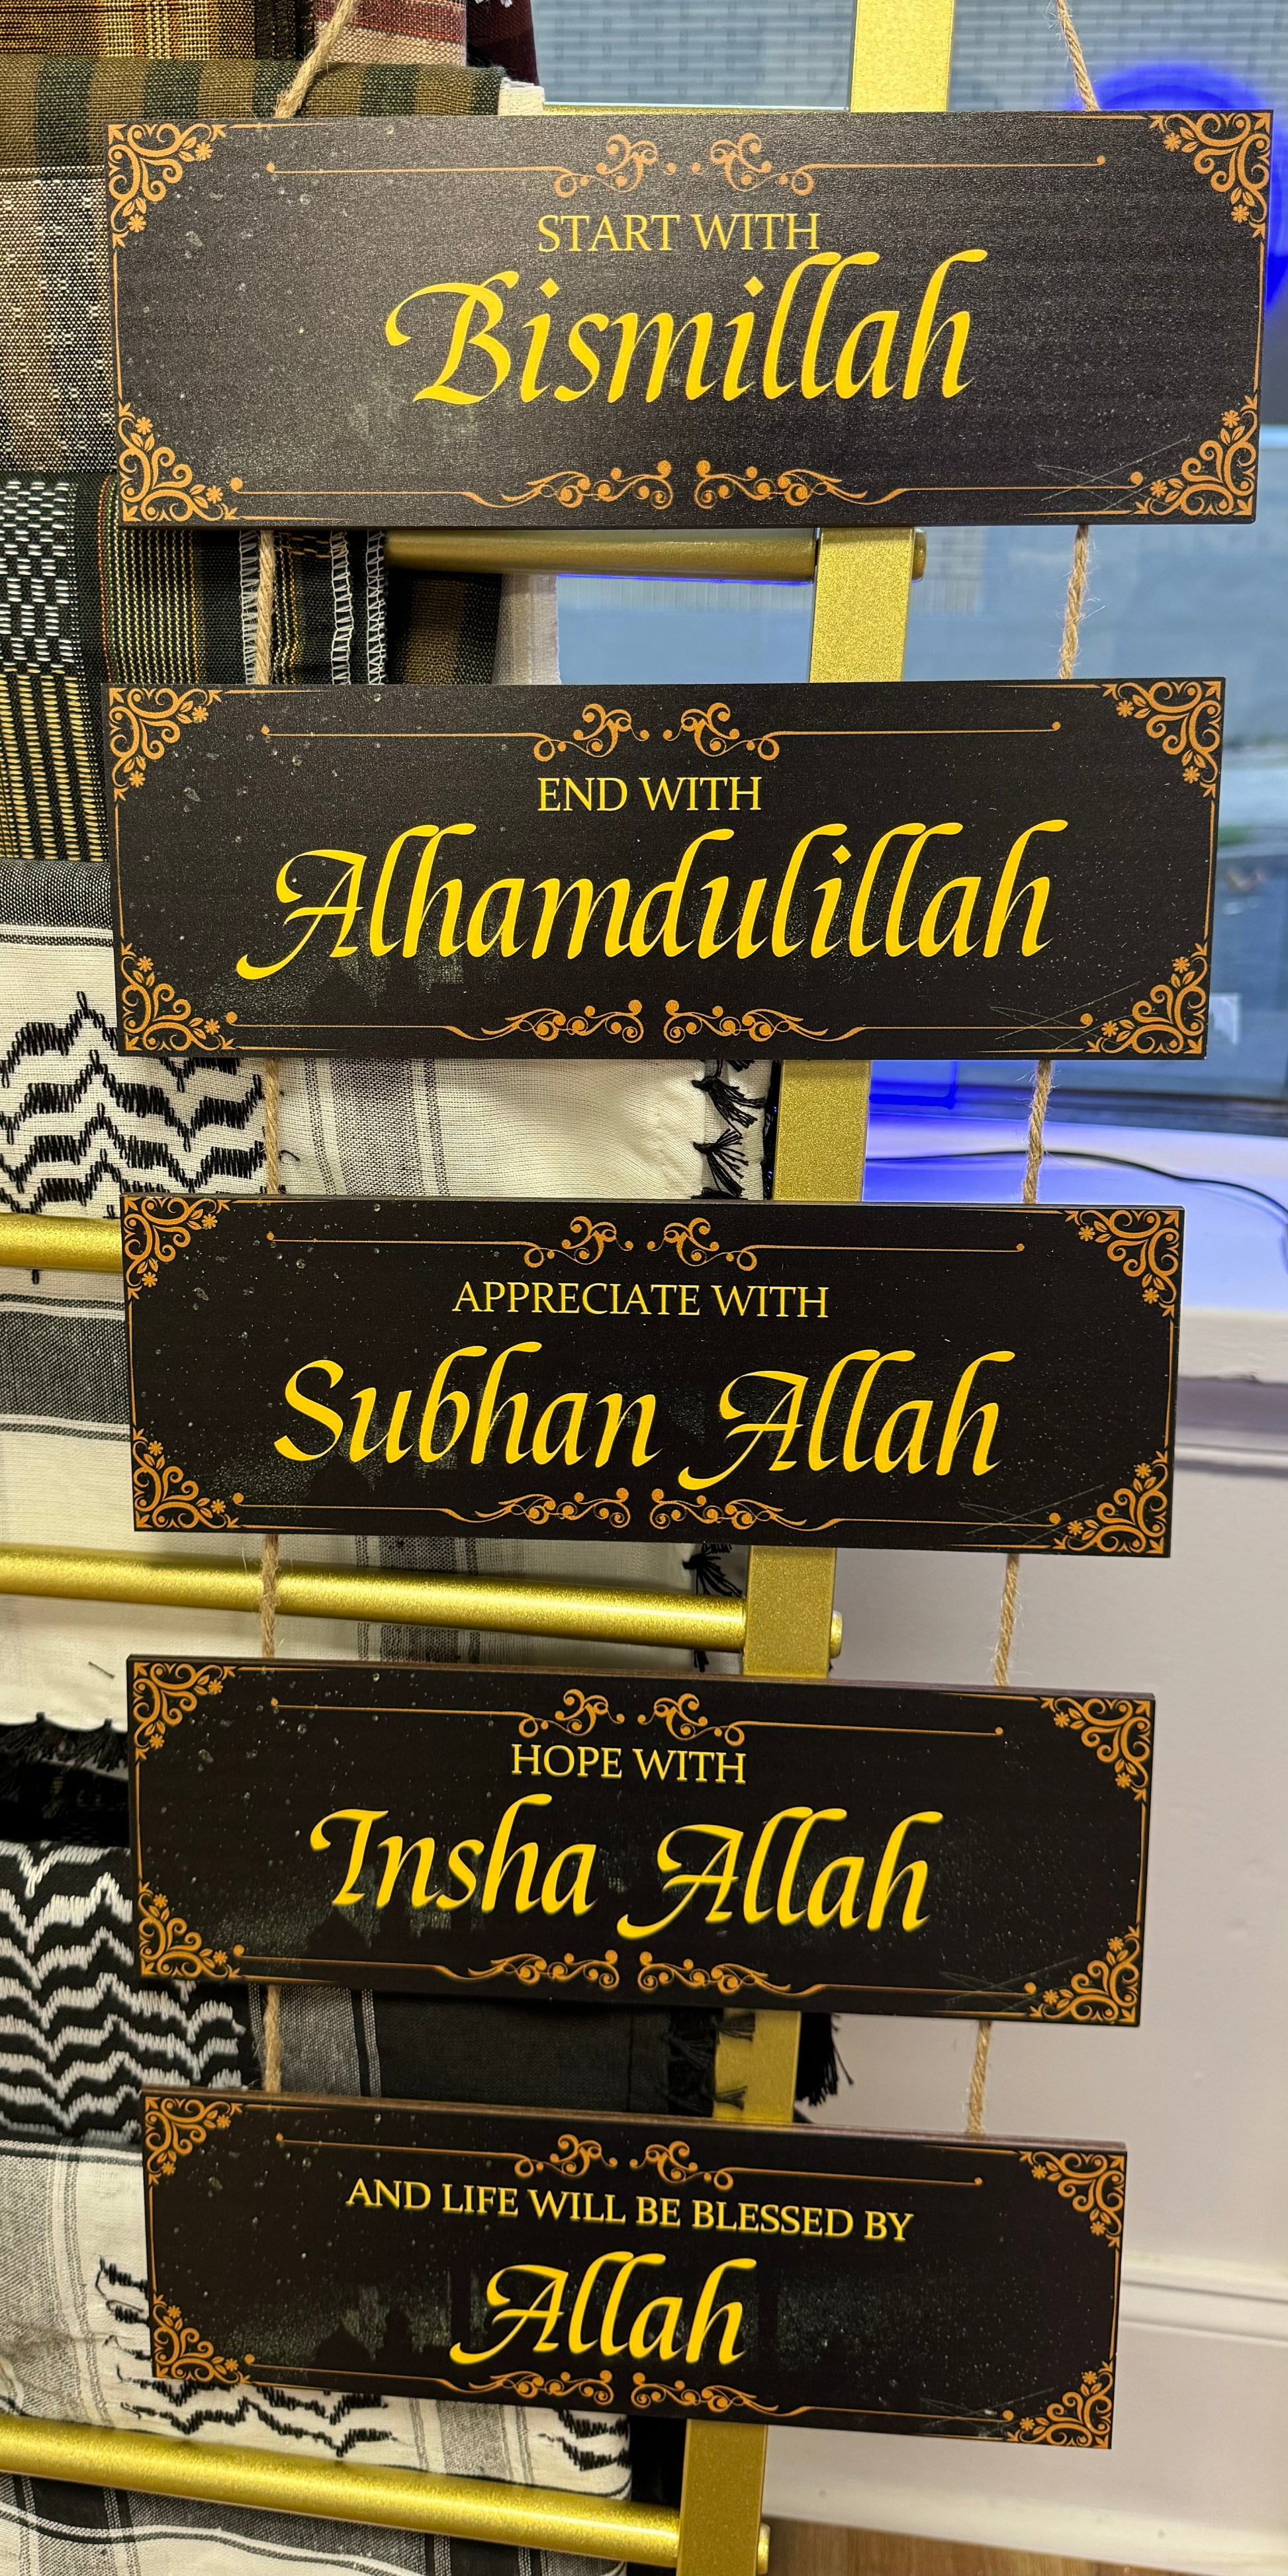 START WITH
Bismillah
END WITH
Alhamdulillah
APPRECIATE WITH
Subhan Allah
HOPE WITH
Insha Allah
AND LIFE WILL BE BLESSED BY
Allah